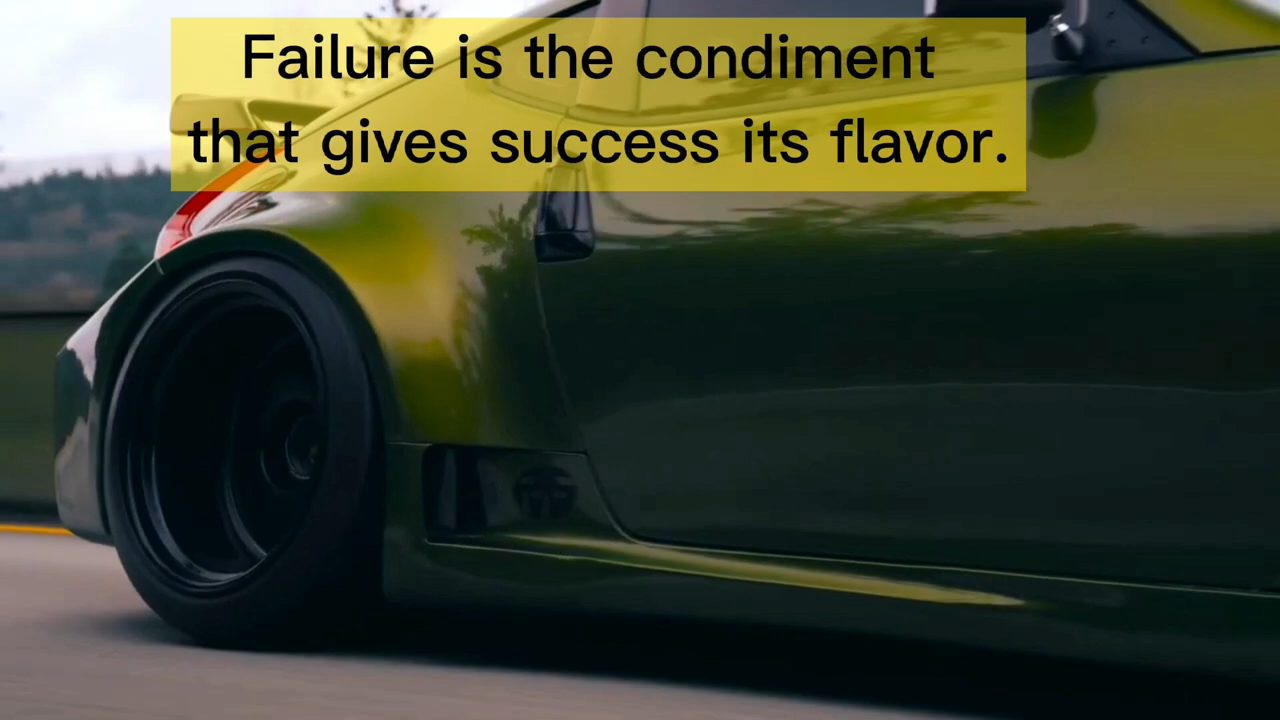 Failure is the condiment
that gives success its flavor.